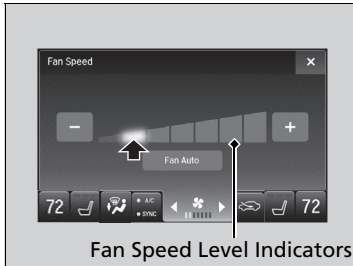 Fan Speed
Fan Auto
72
A/C
SYNC
72
Fan Speed Level Indicators